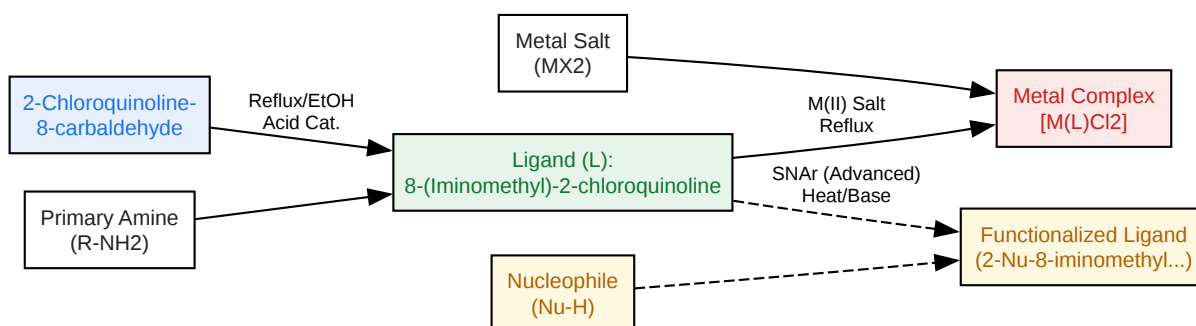 Metal Salt
(MX2)
2-Chloroquinoline-
8-carbaldehyde
Reflux/EtOH
Acid Cat.
M(II) Salt
Reflux
Metal Complex
[M(L)Cl2]
Ligand (L):
8-(Iminomethyl)-2-chloroquinoline
SNAr (Advanced)
Heat/Base
Primary Amine
(R-NH2)
Nucleophile
(Nu-H)
Functionalized Ligand
(2-Nu-8-iminomethyl...)